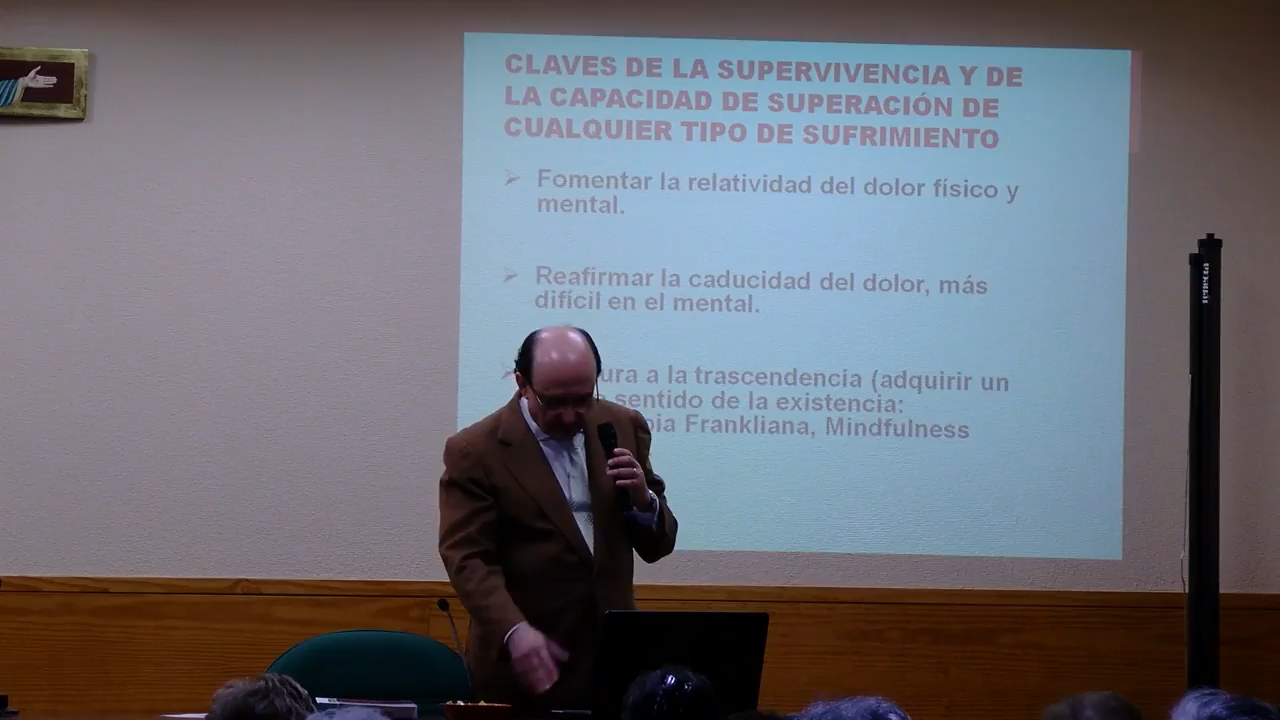 CLAVES DE LA SUPERVIVENCIA Y DE
LA CAPACIDAD DE SUPERACIÓN DE
CUALQUIER TIPO DE SUFRIMIENTO
Fomentar la relatividad del dolor físico y
mental.
Reafirmar la caducidad del dolor, más
difícil en el mental.
ura a la trascendencia (adquirir un
sentido de la existencia:
pia Frankliana, Mindfulness